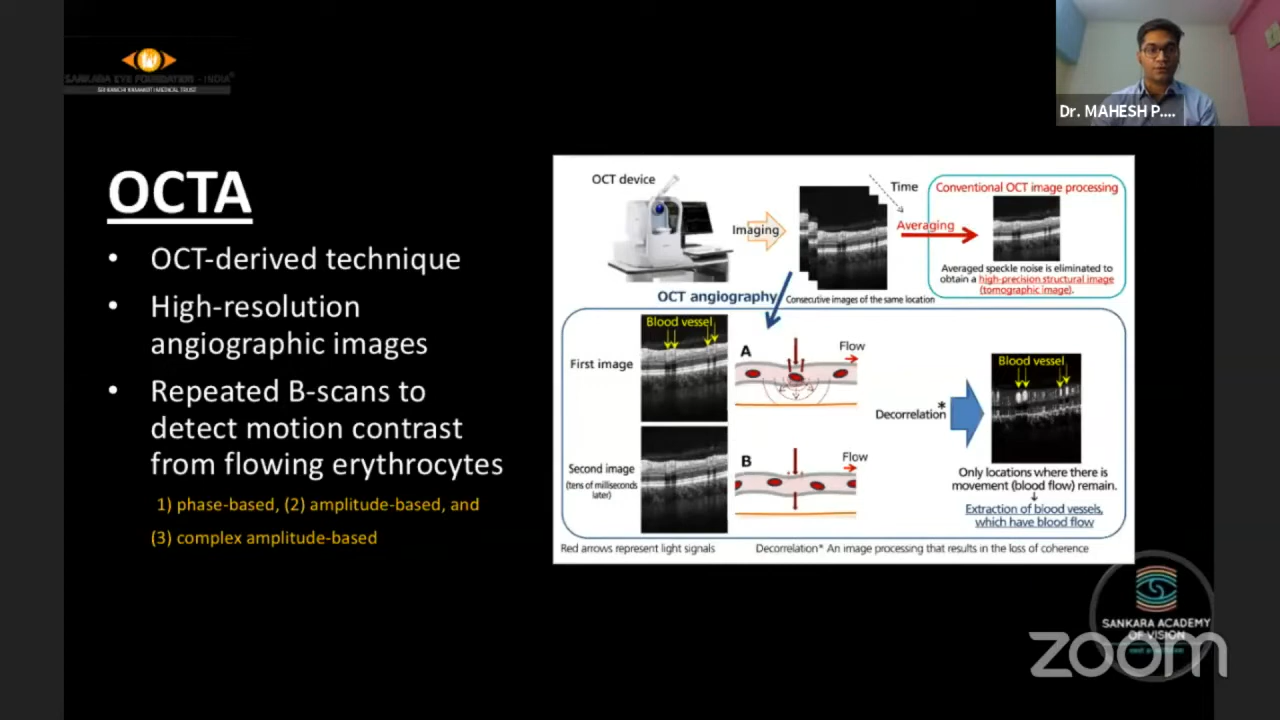 SANKARA EYE FOUNDATION - INDIA
SRI KANCHI KAMAKOTI MEDICAL TRUST
Dr. MAHESH P....
OCTA
• OCT-derived technique
• High-resolution
angiographic images
• Repeated B-scans to
detect motion contrast
from flowing erythrocytes
1) phase-based, (2) amplitude-based, and
(3) complex amplitude-based
OCT device
Imaging
Time
Averaging
Conventional OCT image processing
Averaged speckle noise is eliminated to
obtain a high-precision structural image
(tomographic image).
OCT angiography
Consecutive images of the same location
Blood vessel
First image
A
Flow
Second image
(tens of milliseconds
later)
B
Flow
Decorrelation*
Blood vessel
Only locations where there is
movement (blood flow) remain.
↓
Extraction of blood vessels,
which have blood flow
Red arrows represent light signals
Decorrelation* An image processing that results in the loss of coherence
SANKARA ACADEMY
OF VISION
zoom